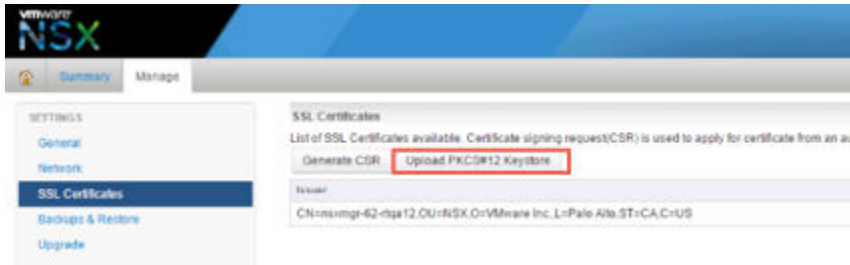 vmware
NSX
Summary
Manage
SETTINGS
General
Network
SSL Certificates
Backups & Restore
Upgrade
SSL Certificates
List of SSL Certificates available. Certificate signing request(CSR) is used to apply for certificate from an au
Generate CSR
Upload PKCS#12 Keystore
Issuer
CN=nsxmgr-62-rtqa12,OU=NSX,O=VMware Inc.,L=Palo Alto,ST=CA,C=US